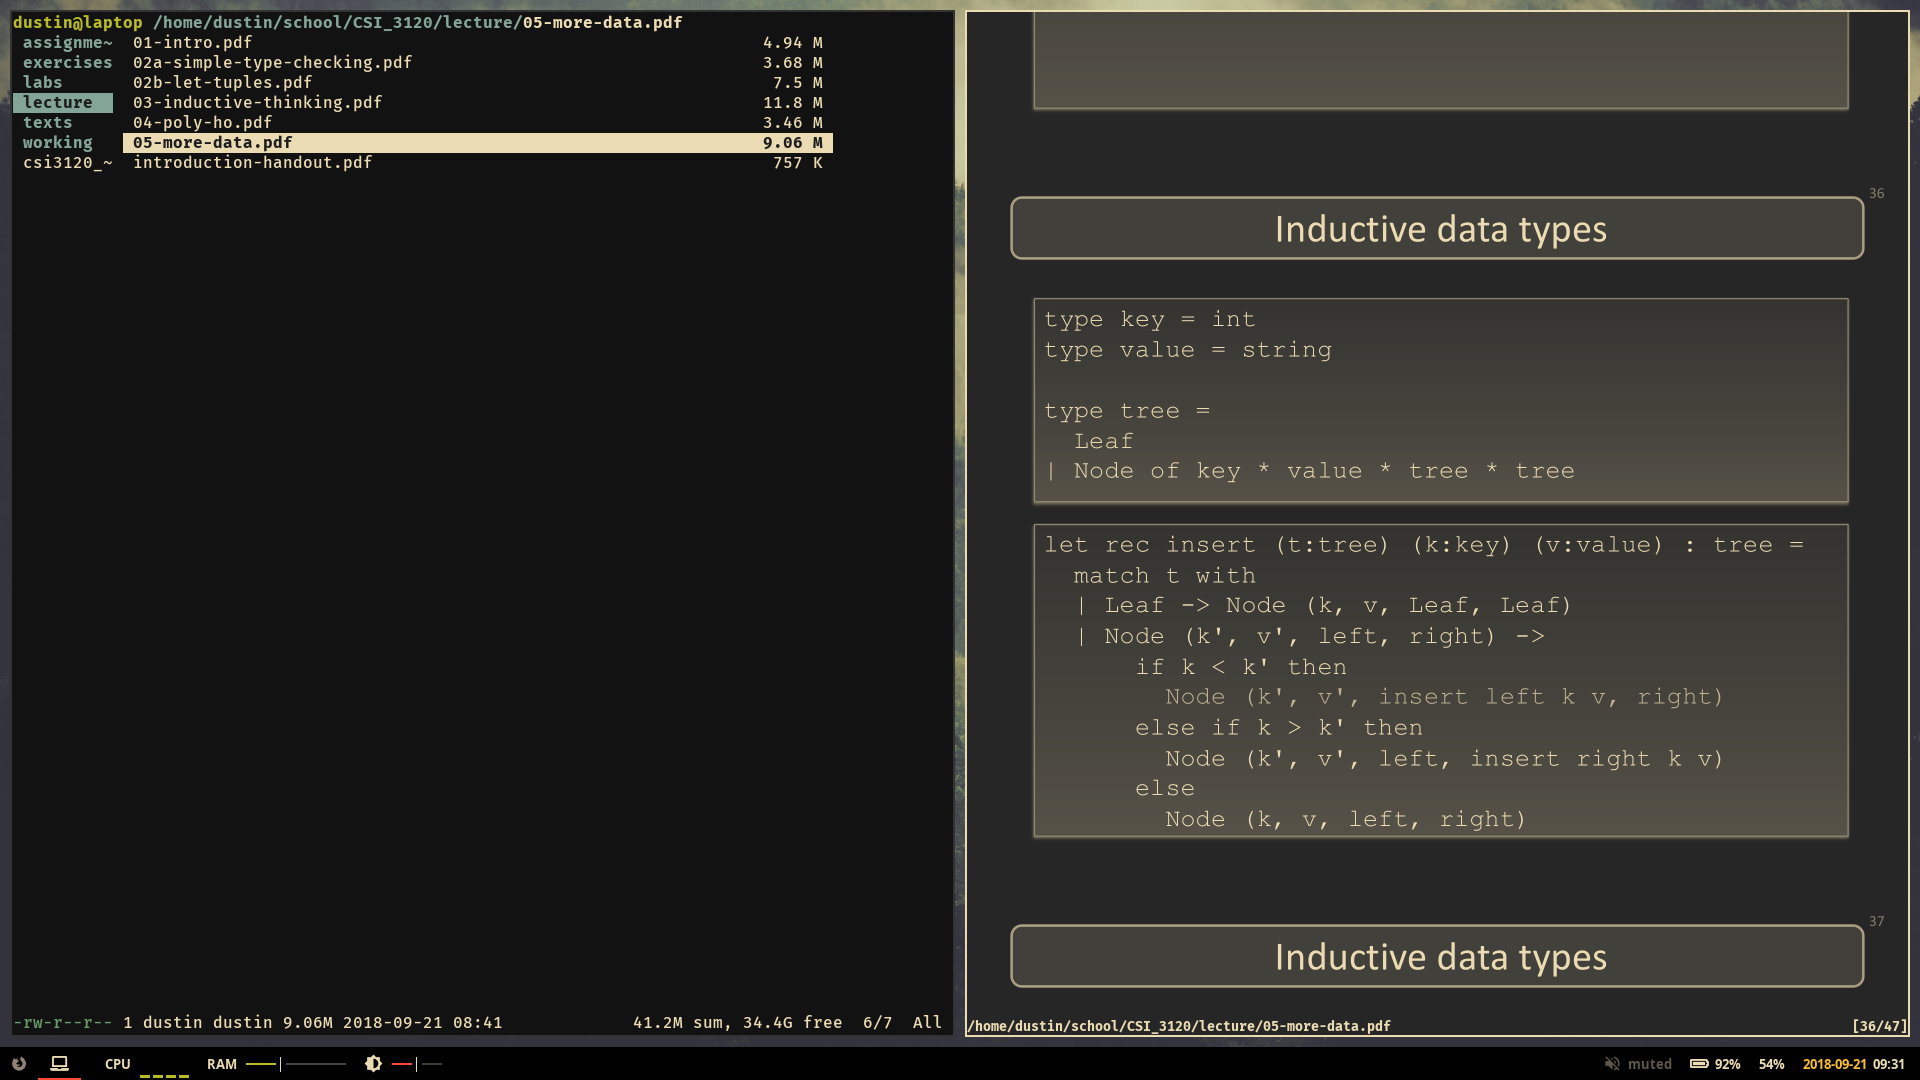 dustin@laptop /home/dustin/school/CSI_3120/lecture/05-more-data.pdf
assignme~ 01-intro.pdf 4.94 M
exercises 02a-simple-type-checking.pdf 3.68 M
labs 02b-let-tuples.pdf 7.5 M
lecture 03-inductive-thinking.pdf 11.8 M
texts 04-poly-ho.pdf 3.46 M
working 05-more-data.pdf 9.06 M
csi3120_~ introduction-handout.pdf 757 K
-rw-r--r-- 1 dustin dustin 9.06M 2018-09-21 08:41 41.2M sum, 34.4G free 6/7 All
36
Inductive data types
type key = int
type value = string
type tree =
  Leaf
| Node of key * value * tree * tree
let rec insert (t:tree) (k:key) (v:value) : tree =
  match t with
  | Leaf -> Node (k, v, Leaf, Leaf)
  | Node (k', v', left, right) ->
      if k < k' then
        Node (k', v', insert left k v, right)
      else if k > k' then
        Node (k', v', left, insert right k v)
      else
        Node (k, v, left, right)
37
Inductive data types
/home/dustin/school/CSI_3120/lecture/05-more-data.pdf [36/47]
CPU RAM muted 92% 54% 2018-09-21 09:31